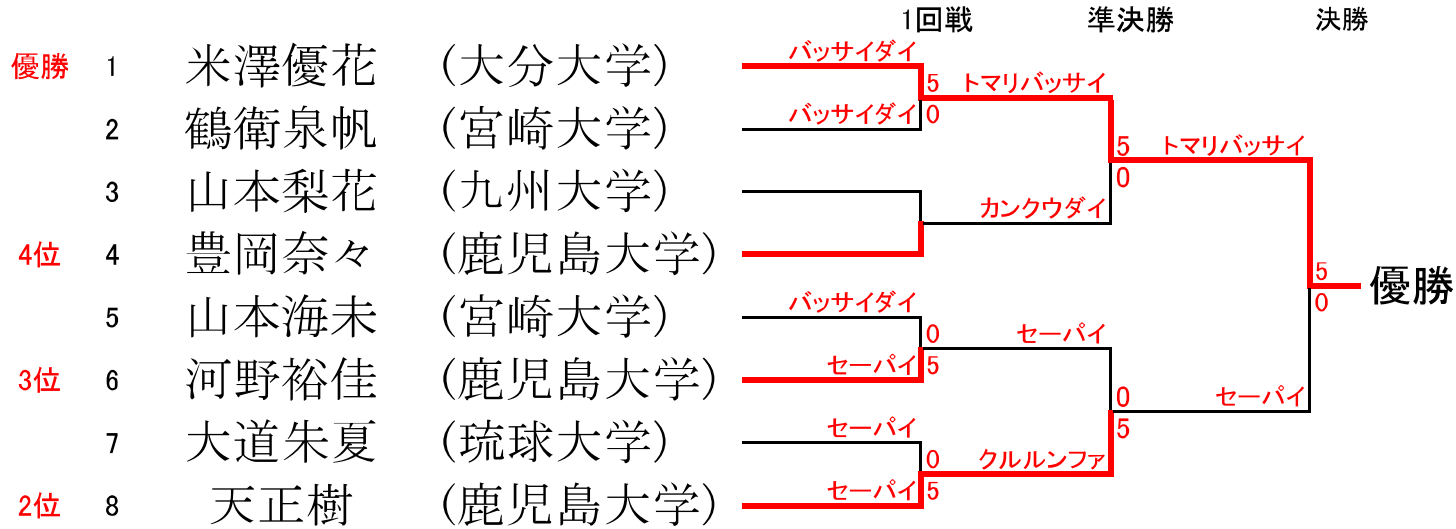 1回戦 準決勝 決勝
優勝 1 米澤優花 (大分大学) バッサイダイ
5 トマリバッサイ
2 鶴衛泉帆 (宮崎大学) バッサイダイ 0
5 トマリバッサイ
3 山本梨花 (九州大学) 0
カンクウダイ
4位 4 豊岡奈々 (鹿児島大学)
5
優勝
5 山本海未 (宮崎大学) バッサイダイ 0
0 セーパイ
3位 6 河野裕佳 (鹿児島大学) セーパイ 5
0 セーパイ
7 大道朱夏 (琉球大学) セーパイ 5
0 クルルンファ
2位 8 天正樹 (鹿児島大学) セーパイ 5